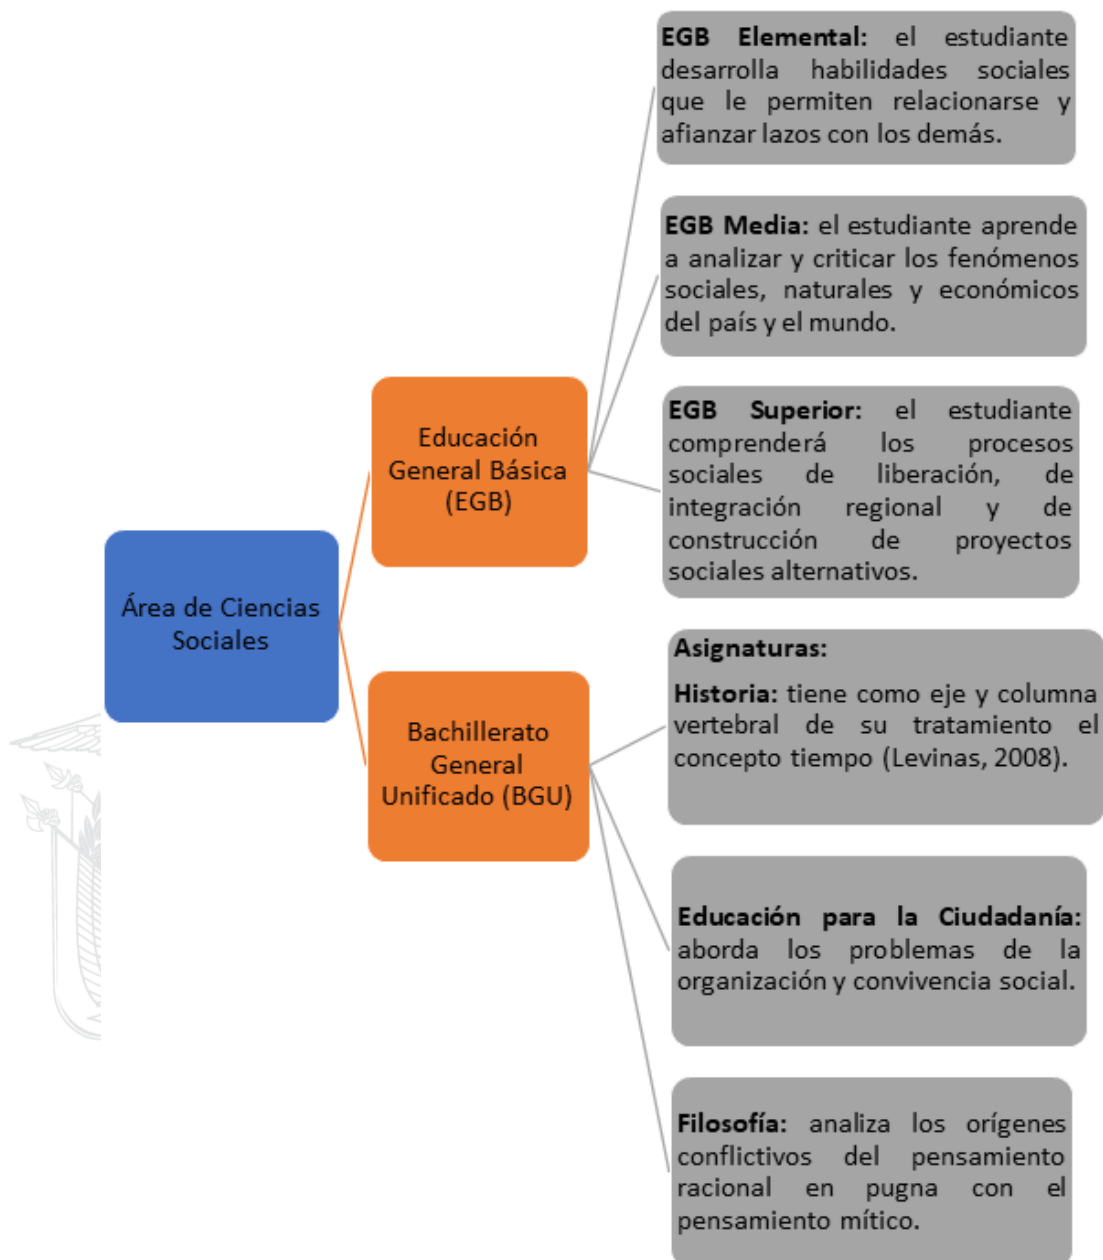 EGB Elemental: el estudiante
desarrolla habilidades sociales
que le permiten relacionarse y
afianzar lazos con los demás.
EGB Media: el estudiante aprende
a analizar y criticar los fenómenos
sociales, naturales y económicos
del país y el mundo.
EGB Superior: el estudiante
comprenderá los procesos
sociales de liberación, de
integración regional y de
construcción de proyectos
sociales alternativos.
Educación
General Básica
(EGB)
Área de Ciencias
Sociales
Bachillerato
General
Unificado (BGU)
Asignaturas:
Historia: tiene como eje y columna
vertebral de su tratamiento el
concepto tiempo (Levinas, 2008).
Educación para la Ciudadanía:
aborda los problemas de la
organización y convivencia social.
Filosofía: analiza los orígenes
conflictivos del pensamiento
racional en pugna con el
pensamiento mítico.